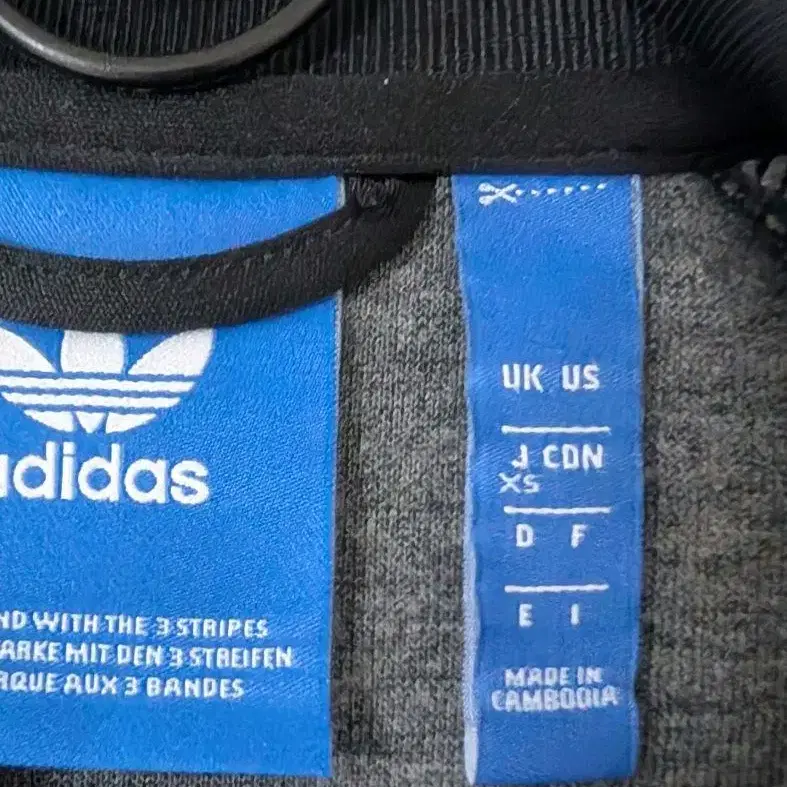 adidas
ND WITH THE 3 STRIPES
ARKE MIT DEN 3 STREIFEN
RQUE AUX 3 BANDES
UK US
J CDN
XS
D F
E I
MADE IN
CAMBODIA